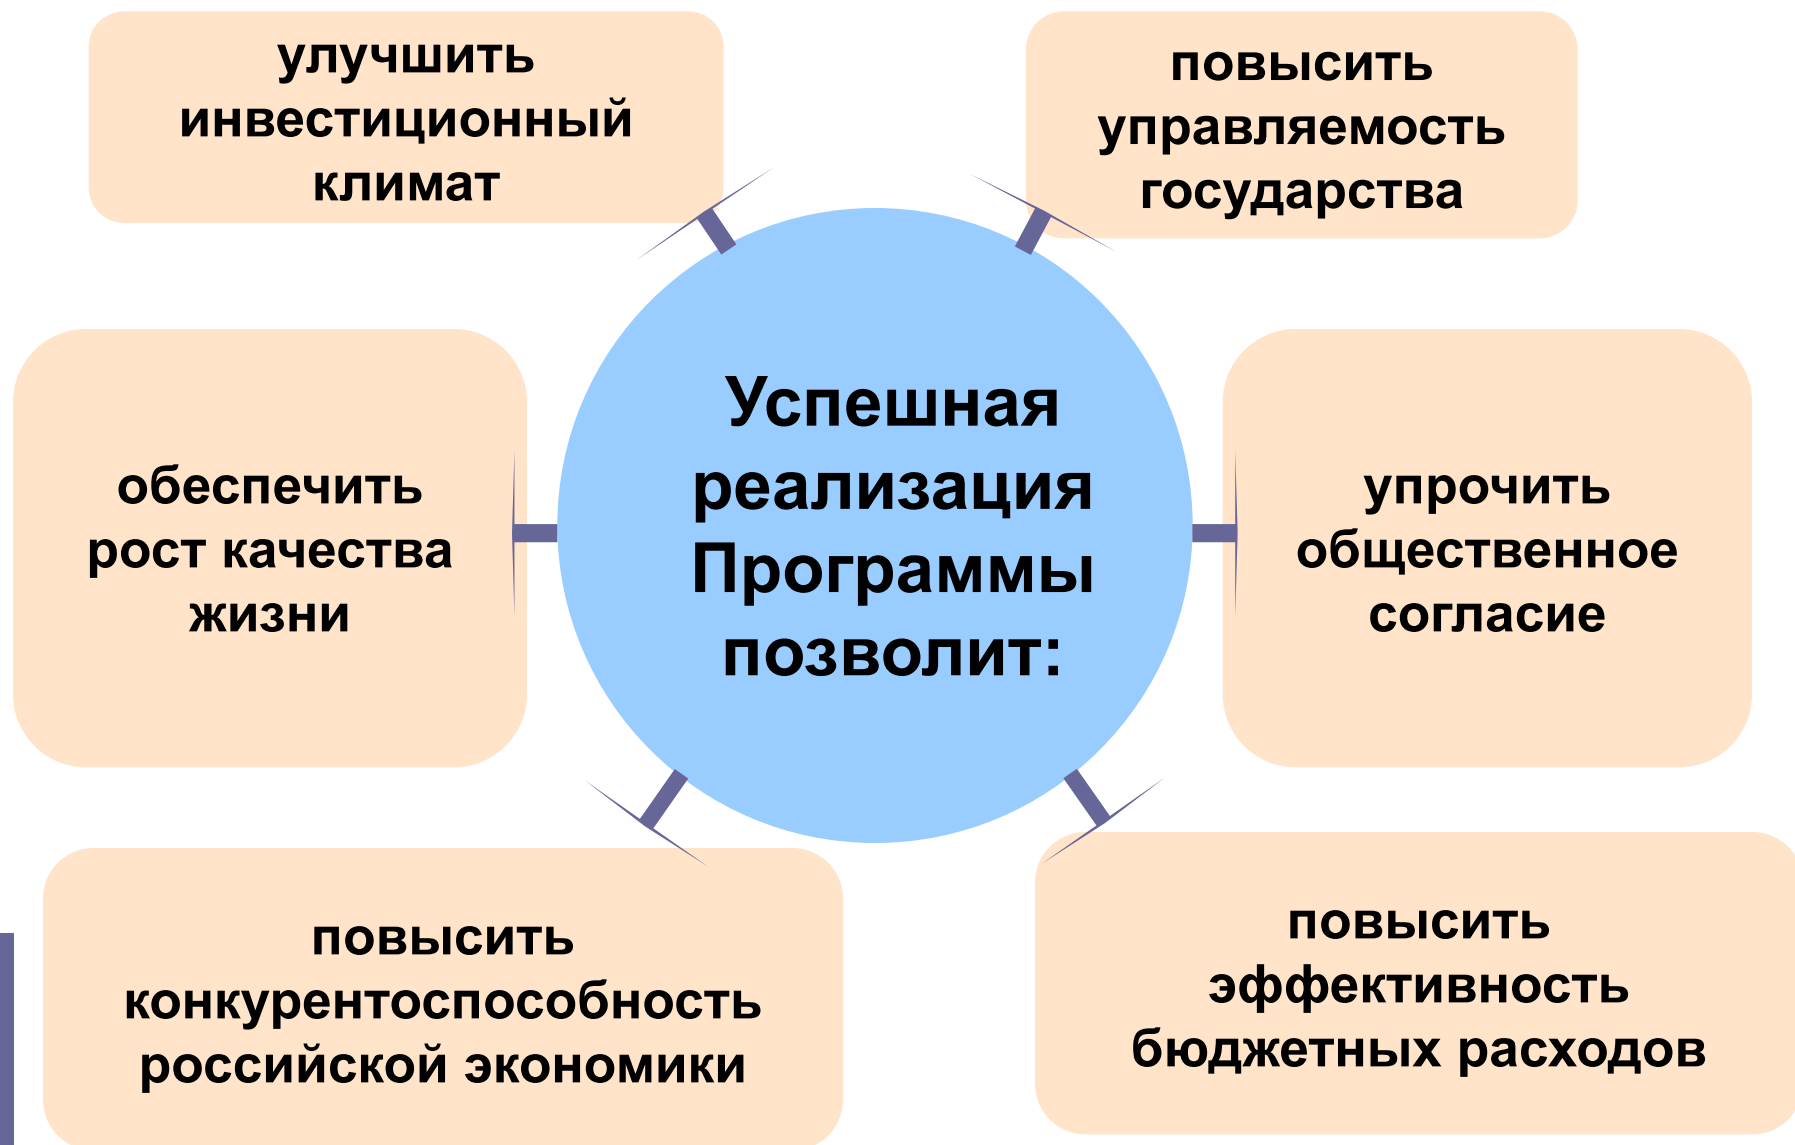 улучшить
инвестиционный
климат
повысить
управляемость
государства
Успешная
реализация
Программы
позволит:
обеспечить
рост качества
жизни
упрочить
общественное
согласие
повысить
конкурентоспособность
российской экономики
повысить
эффективность
бюджетных расходов